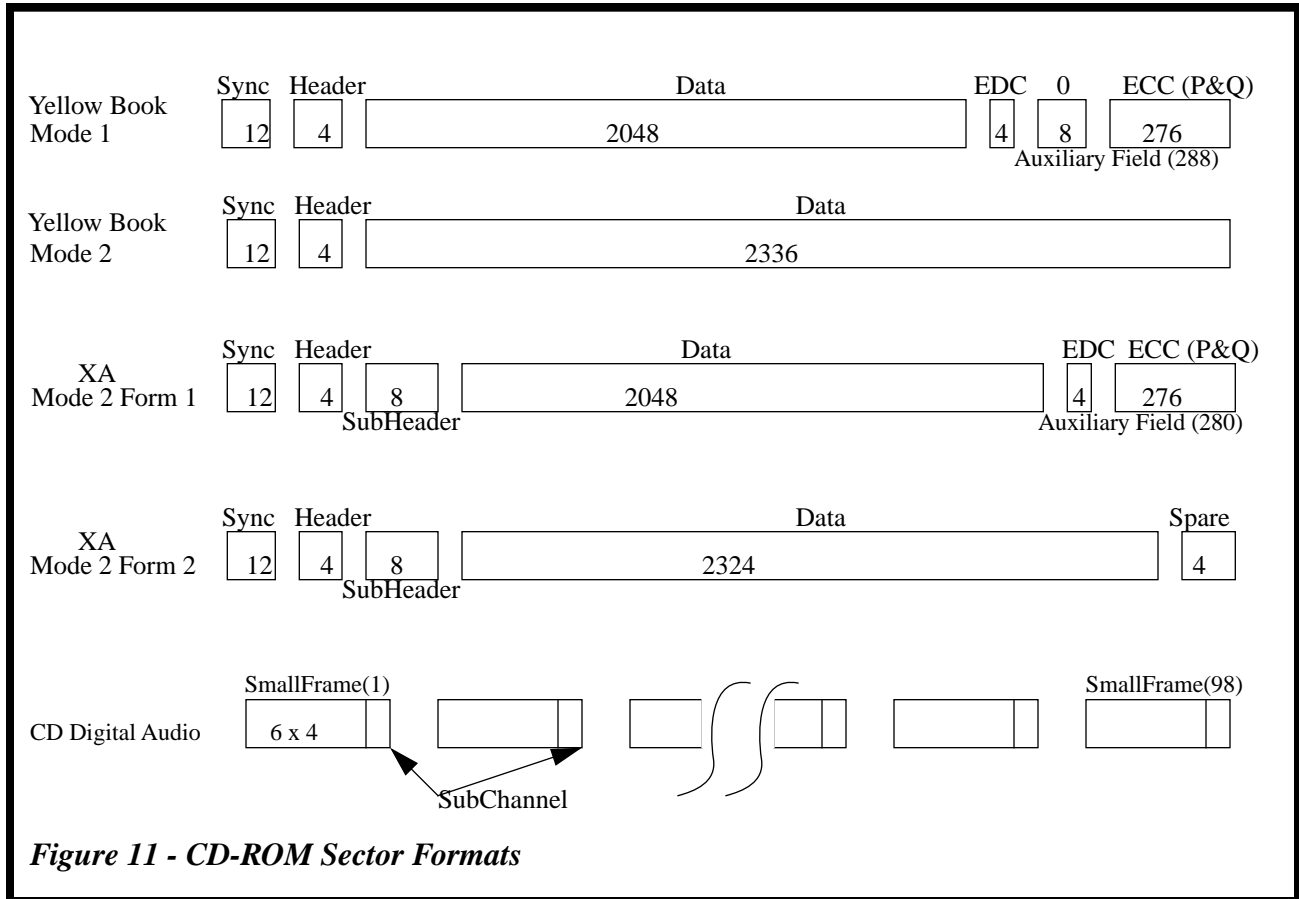 Sync Header Data EDC 0 ECC (P&Q)
Yellow Book
Mode 1 12 4 2048 4 8 276
Auxiliary Field (288)
Sync Header Data
Yellow Book
Mode 2 12 4 2336
Sync Header Data EDC ECC (P&Q)
XA
Mode 2 Form 1 12 4 8 2048 4 276
SubHeader Auxiliary Field (280)
Sync Header Data Spare
XA
Mode 2 Form 2 12 4 8 2324 4
SubHeader
SmallFrame(1) SmallFrame(98)
CD Digital Audio 6 x 4
SubChannel
Figure 11 - CD-ROM Sector Formats